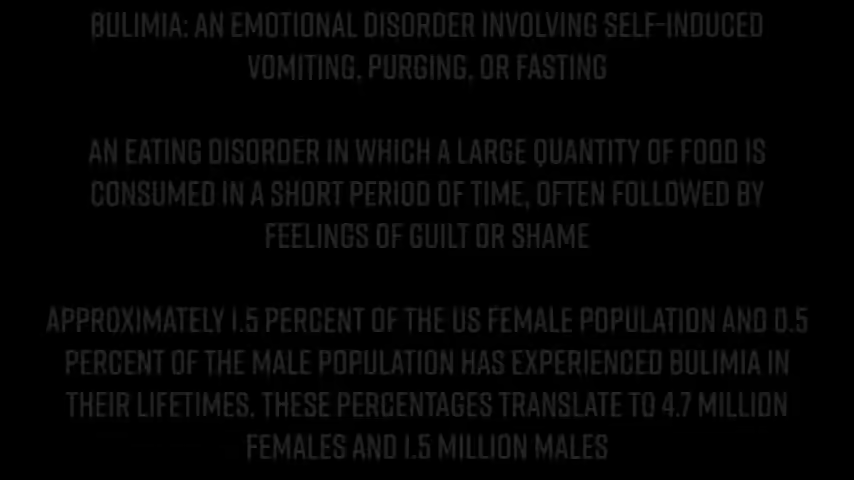 BULIMIA: AN EMOTIONAL DISORDER INVOLVING SELF-INDUCED
VOMITING, PURGING, OR FASTING
AN EATING DISORDER IN WHICH A LARGE QUANTITY OF FOOD IS
CONSUMED IN A SHORT PERIOD OF TIME, OFTEN FOLLOWED BY
FEELINGS OF GUILT OR SHAME
APPROXIMATELY 1.5 PERCENT OF THE US FEMALE POPULATION AND 0.5
PERCENT OF THE MALE POPULATION HAS EXPERIENCED BULIMIA IN
THEIR LIFETIMES. THESE PERCENTAGES TRANSLATE TO 4.7 MILLION
FEMALES AND 1.5 MILLION MALES